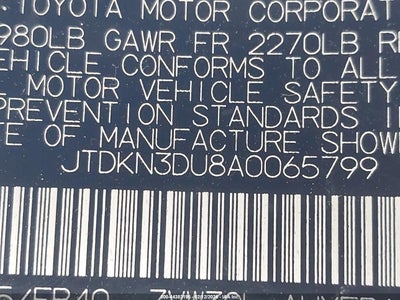 TOYOTA MOTOR CORPORAT
980LB GAWR FR 2270LB R
VEHICLE CONFORMS TO ALL
MOTOR VEHICLE SAFETY
PREVENTION STANDARDS
E OF MANUFACTURE SHOW
JTDKN3DU8A0065799